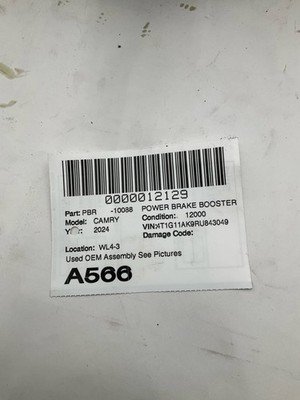 0000012129
Part: PBR -10088 POWER BRAKE BOOSTER
Model: CAMRY Condition: 12000
Year: 2024 VIN:4T1G11AK9RU843049
Damage Code:
Location: WL4-3
Used OEM Assembly See Pictures
A566